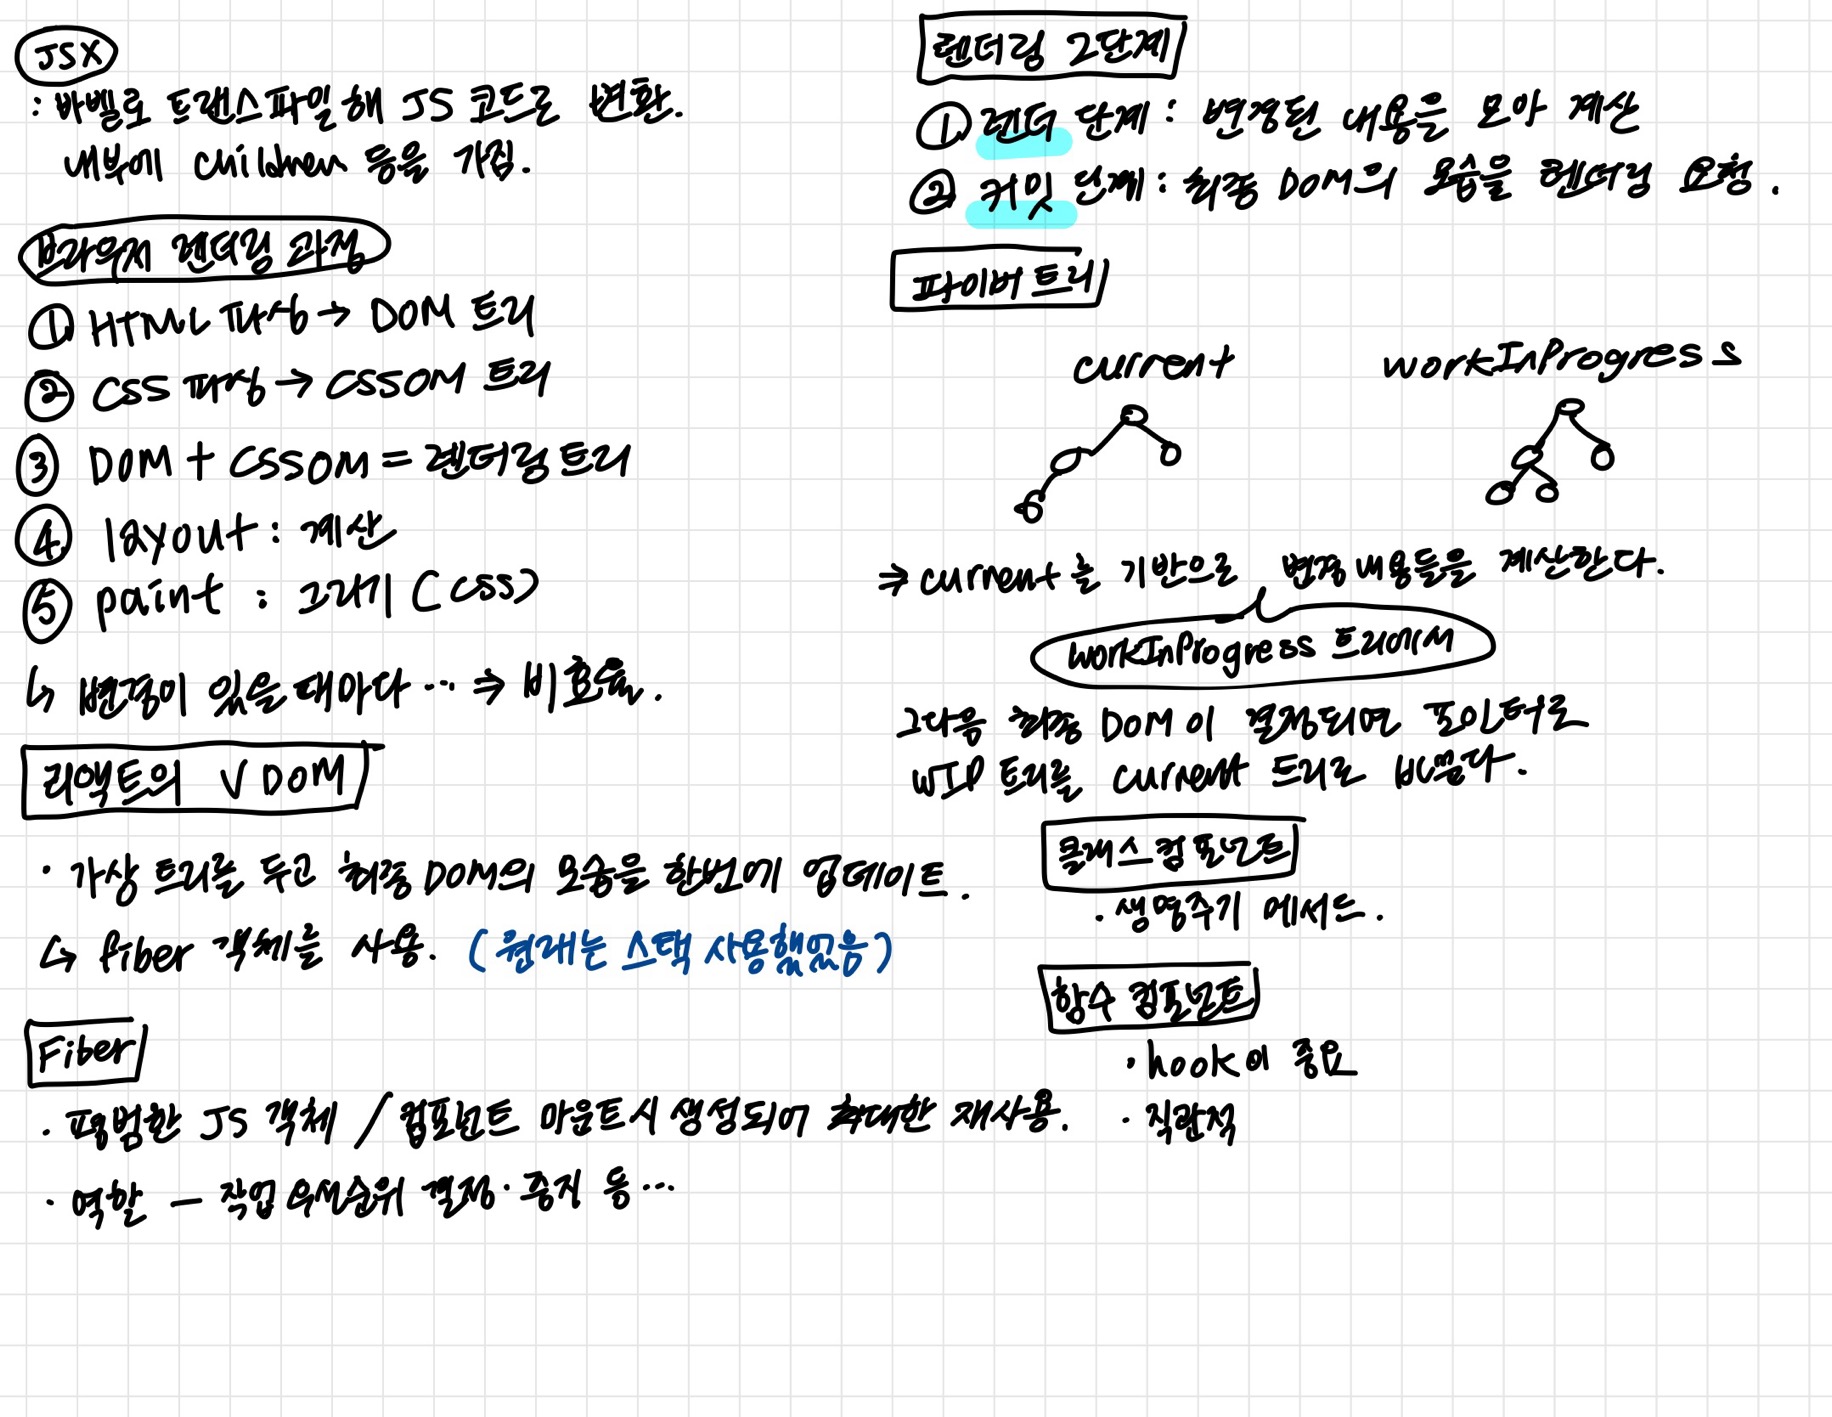 JSX
: 바벨로 트랜스파일해 JS 코드로 변환.
내부에 children 등을 가짐.
브라우저 렌더링 과정
① HTML 파싱 → DOM 트리
② CSS 파싱 → CSSOM 트리
③ DOM + CSSOM = 렌더링 트리
④ layout : 계산
⑤ paint : 그리기 (CSS)
↳ 변경이 있을 때마다 … ⇒ 비효율.
리액트의 VDOM
· 가상 트리를 두고 최종 DOM의 모습을 한번에 업데이트.
↳ fiber 객체를 사용. (원래는 스택 사용했었음)
Fiber
· 평범한 JS 객체 / 컴포넌트 마운트시 생성되어 최대한 재사용.
· 역할 – 작업 우선순위 결정 · 중지 등 …
렌더링 2단계
① 렌더 단계 : 변경된 내용을 모아 계산
② 커밋 단계 : 최종 DOM의 모습을 렌더링 요청.
파이버 트리
current workInProgress
⇒ current를 기반으로 변경 내용들을 계산한다.
workInProgress 트리에서
그다음 최종 DOM이 결정되면 포인터로
WIP 트리를 current 트리로 바꾼다.
클래스 컴포넌트
· 생명주기 메서드.
함수 컴포넌트
· hook이 중요
· 직관적